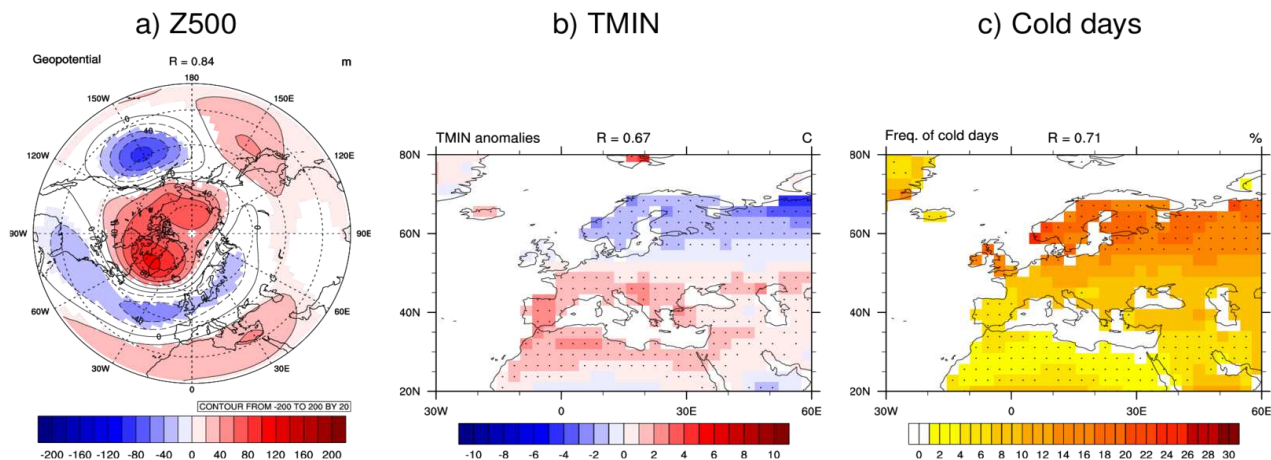 a) Z500
b) TMIN
c) Cold days
Geopotential R = 0.84 m
180
150W 150E
120W 120E
90W 90E
60W 60E
30W 30E
0
CONTOUR FROM -200 TO 200 BY 20
-200 -160 -120 -80 -40 0 40 80 120 160 200
TMIN anomalies R = 0.67 C
80N
60N
40N
20N
30W 0 30E 60E
-10 -8 -6 -4 -2 0 2 4 6 8 10
Freq. of cold days R = 0.71 %
80N
60N
40N
20N
30W 0 30E 60E
0 2 4 6 8 10 12 14 16 18 20 22 24 26 28 30